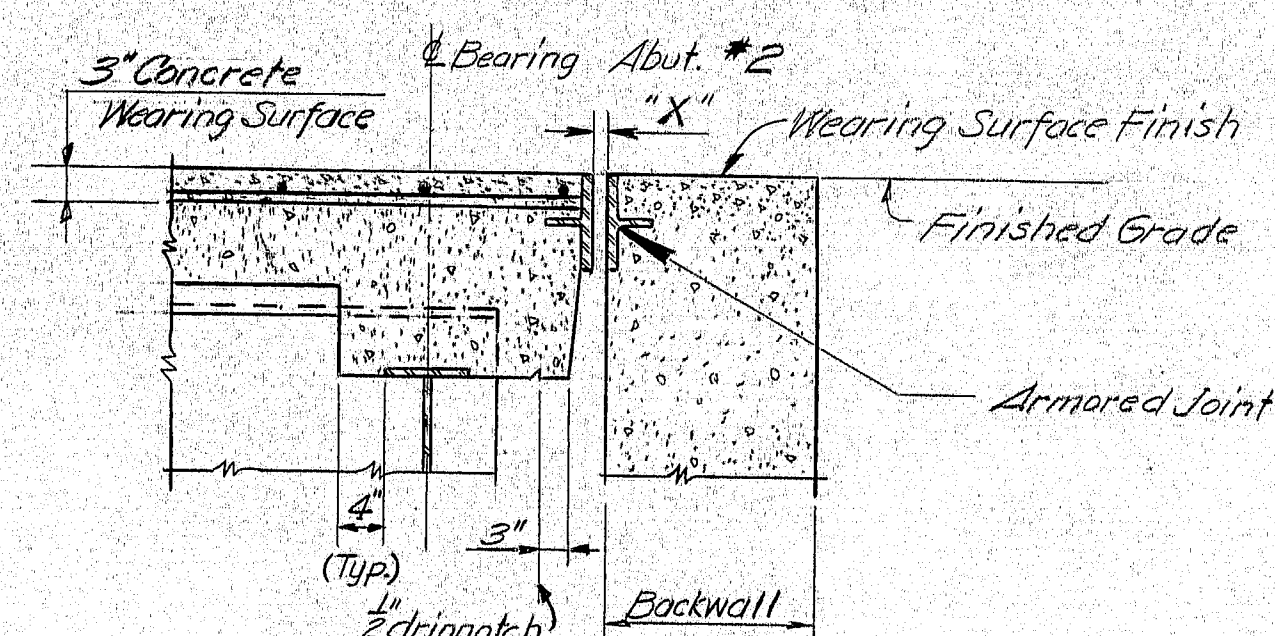 ℄ Bearing Abut. #2
3" Concrete
Wearing Surface
"X"
Wearing Surface Finish
Finished Grade
Armored Joint
4"
(Typ.)
3"
1/2" dripnotch
Backwall